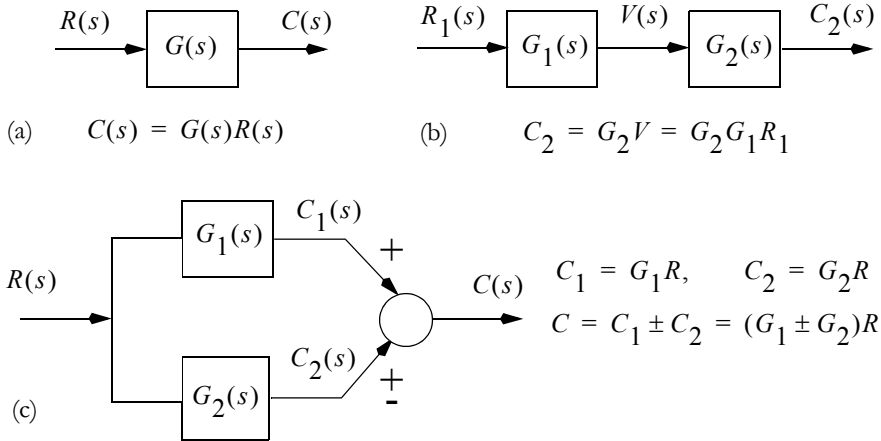 R(s) G(s) C(s)
(a) C(s) = G(s)R(s)
R₁(s) G₁(s) V(s) G₂(s) C₂(s)
(b) C₂ = G₂V = G₂G₁R₁
R(s)
G₁(s) C₁(s)
+
C(s)
G₂(s) C₂(s)
±
(c)
C₁ = G₁R, C₂ = G₂R
C = C₁ ± C₂ = (G₁ ± G₂)R